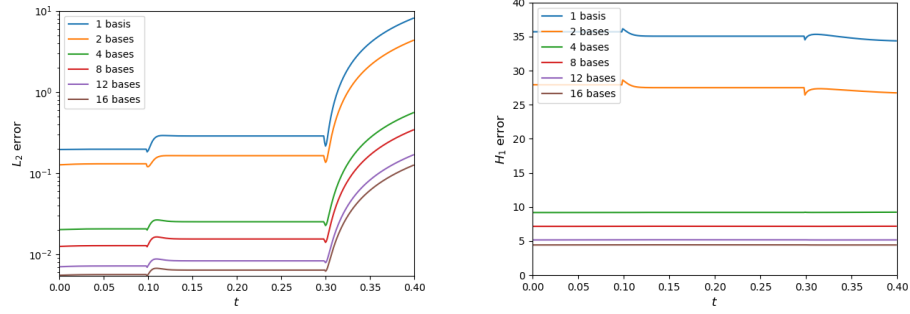 L₂ error
10¹
10⁰
10⁻¹
10⁻²
1 basis
2 bases
4 bases
8 bases
12 bases
16 bases
0.00 0.05 0.10 0.15 0.20 0.25 0.30 0.35 0.40
t
H₁ error
40
35
30
25
20
15
10
5
0
1 basis
2 bases
4 bases
8 bases
12 bases
16 bases
0.00 0.05 0.10 0.15 0.20 0.25 0.30 0.35 0.40
t